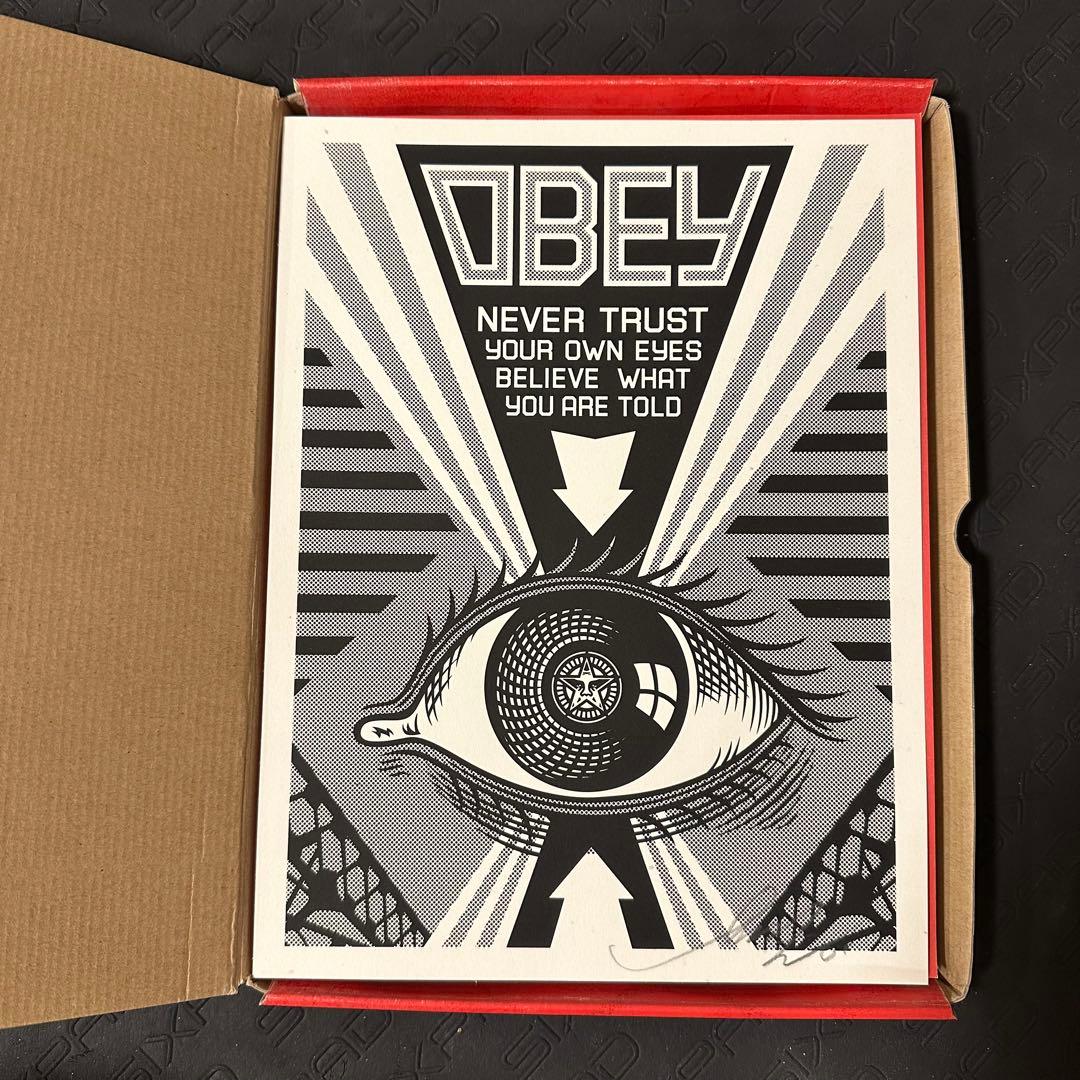 OBEY
NEVER TRUST
YOUR OWN EYES
BELIEVE WHAT
YOU ARE TOLD